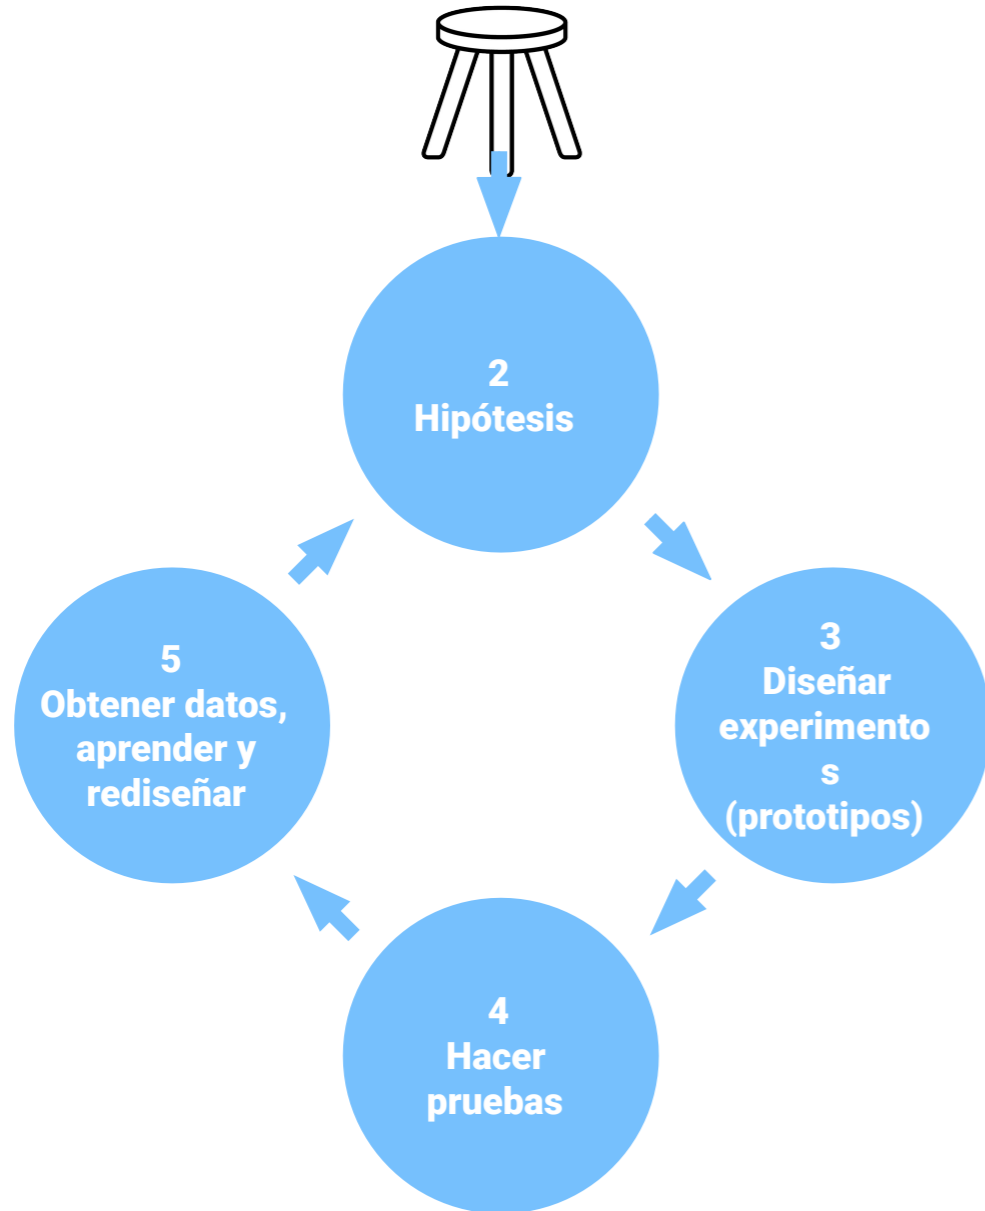 2
Hipótesis
3
Diseñar
experimento
s
(prototipos)
5
Obtener datos,
aprender y
rediseñar
4
Hacer
pruebas